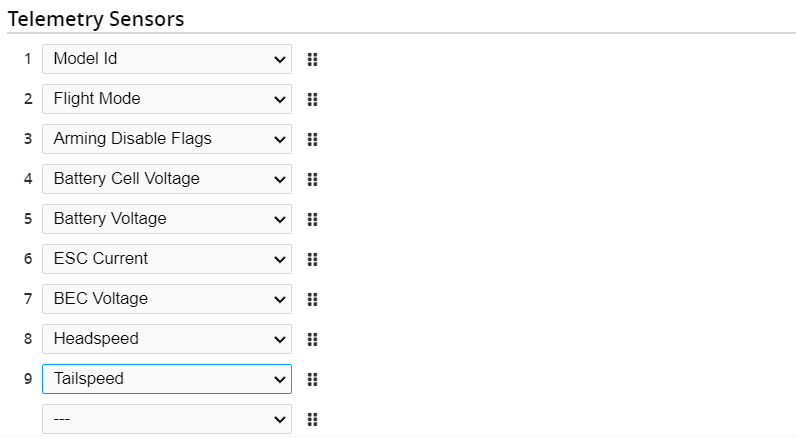 Telemetry Sensors
1 Model Id
2 Flight Mode
3 Arming Disable Flags
4 Battery Cell Voltage
5 Battery Voltage
6 ESC Current
7 BEC Voltage
8 Headspeed
9 Tailspeed
---